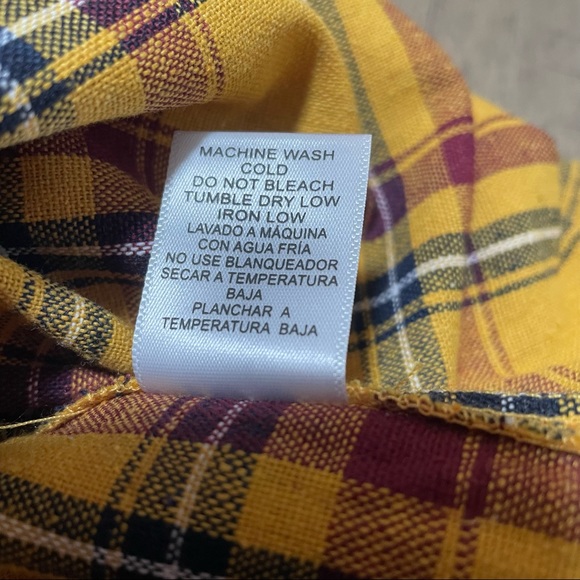 MACHINE WASH
COLD
DO NOT BLEACH
TUMBLE DRY LOW
IRON LOW
LAVADO A MÁQUINA
CON AGUA FRÍA
NO USE BLANQUEADOR
SECAR A TEMPERATURA
BAJA
PLANCHAR A
TEMPERATURA BAJA